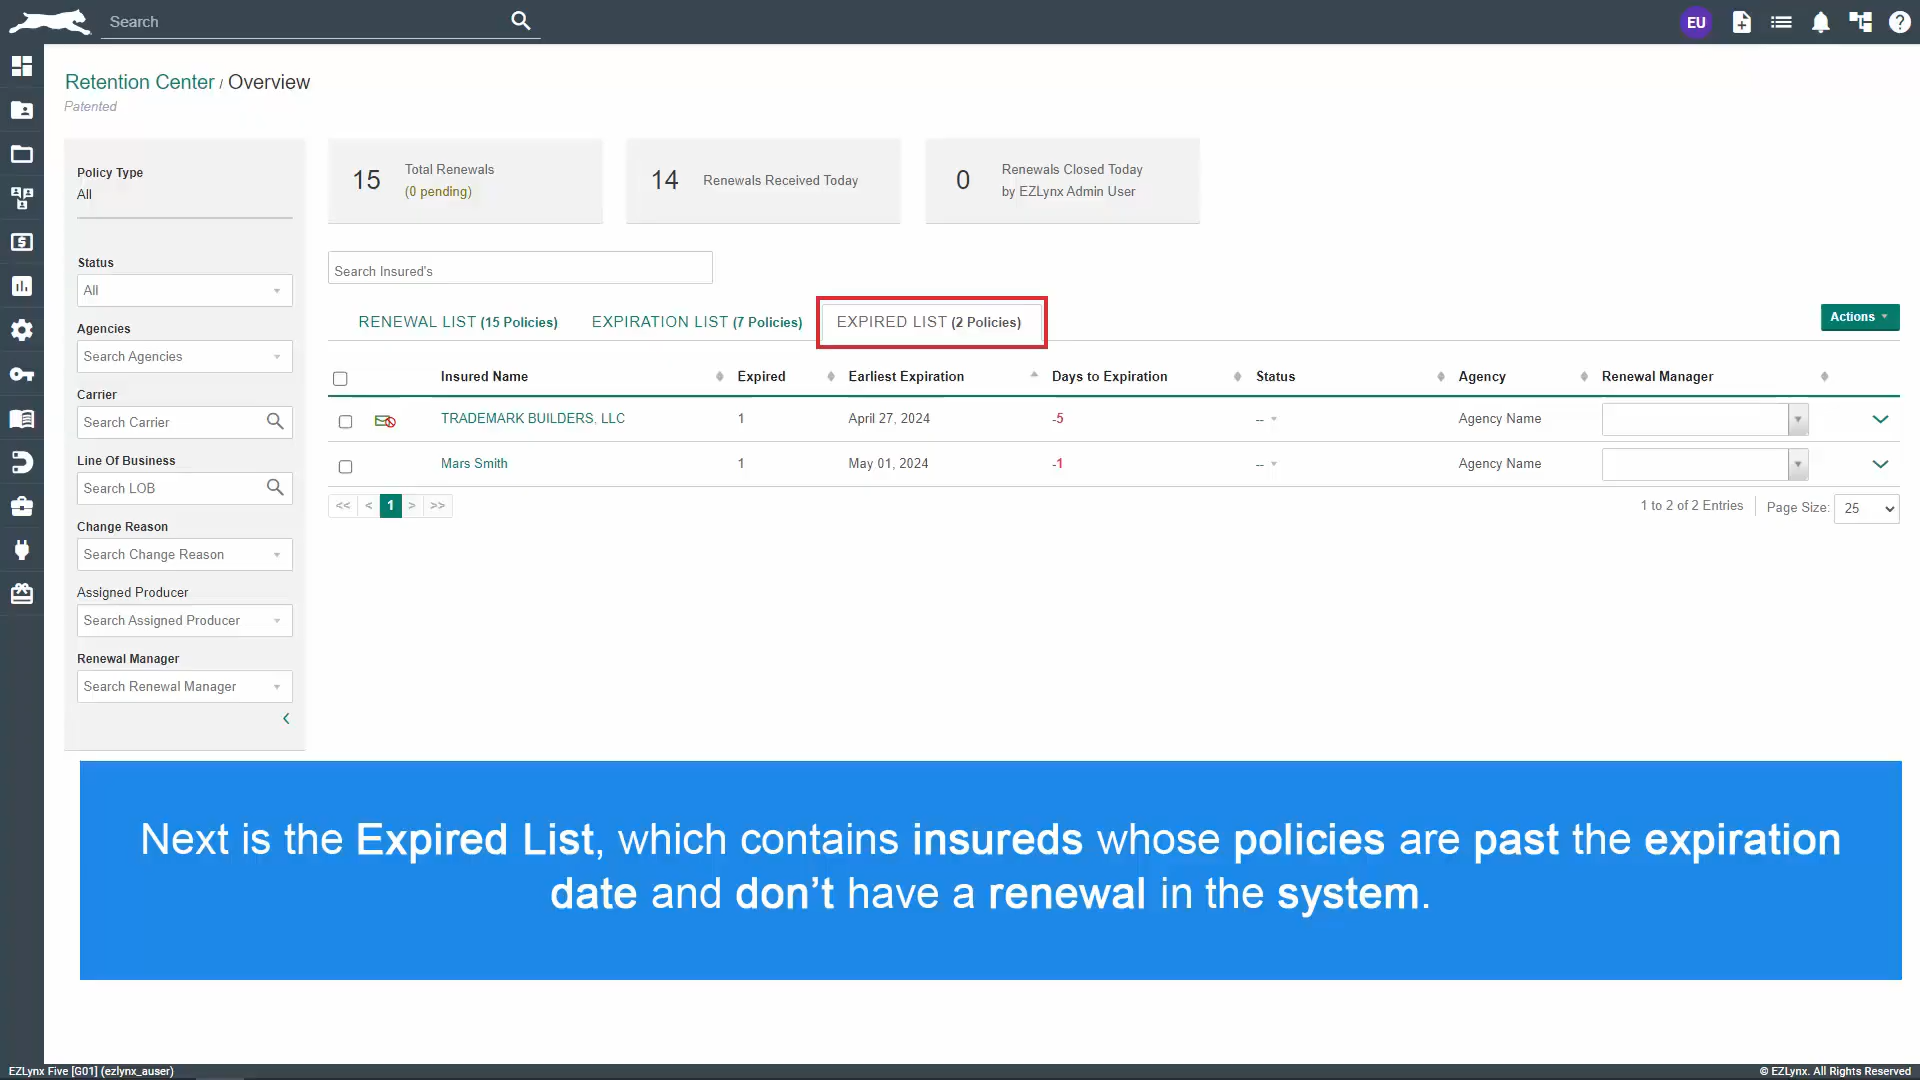 Search
EU
Retention Center / Overview
Patented
Policy Type
All
15 Total Renewals
(0 pending)
14 Renewals Received Today
0 Renewals Closed Today
by EZLynx Admin User
Status
All
Search Insured's
Agencies
Search Agencies
RENEWAL LIST (15 Policies) EXPIRATION LIST (7 Policies) EXPIRED LIST (2 Policies) Actions
Insured Name Expired Earliest Expiration Days to Expiration Status Agency Renewal Manager
TRADEMARK BUILDERS, LLC 1 April 27, 2024 -5 -- Agency Name
Mars Smith 1 May 01, 2024 -1 -- Agency Name
<< < 1 > >> 1 to 2 of 2 Entries Page Size: 25
Carrier
Search Carrier
Line Of Business
Search LOB
Change Reason
Search Change Reason
Assigned Producer
Search Assigned Producer
Renewal Manager
Search Renewal Manager
Next is the Expired List, which contains insureds whose policies are past the expiration
date and don’t have a renewal in the system.
EZLynx Five [G01] (ezlynx_auser) © EZLynx. All Rights Reserved